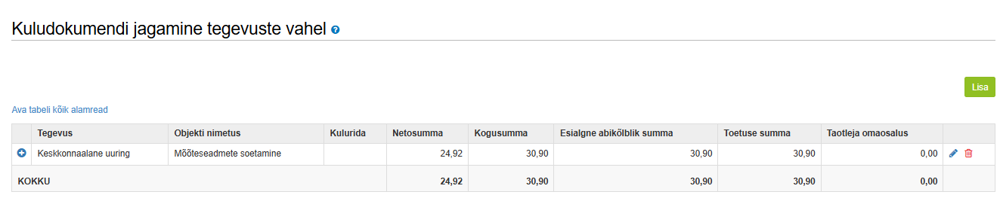 Kuludokumendi jagamine tegevuste vahel ?
Lisa
Ava tabeli kõik alamread
Tegevus Objekti nimetus Kulurida Netosumma Kogusumma Esialgne abikõlblik summa Toetuse summa Taotleja omaosalus
Keskkonnaalane uuring Mõõteseadmete soetamine 24,92 30,90 30,90 30,90 0,00
KOKKU 24,92 30,90 30,90 30,90 0,00